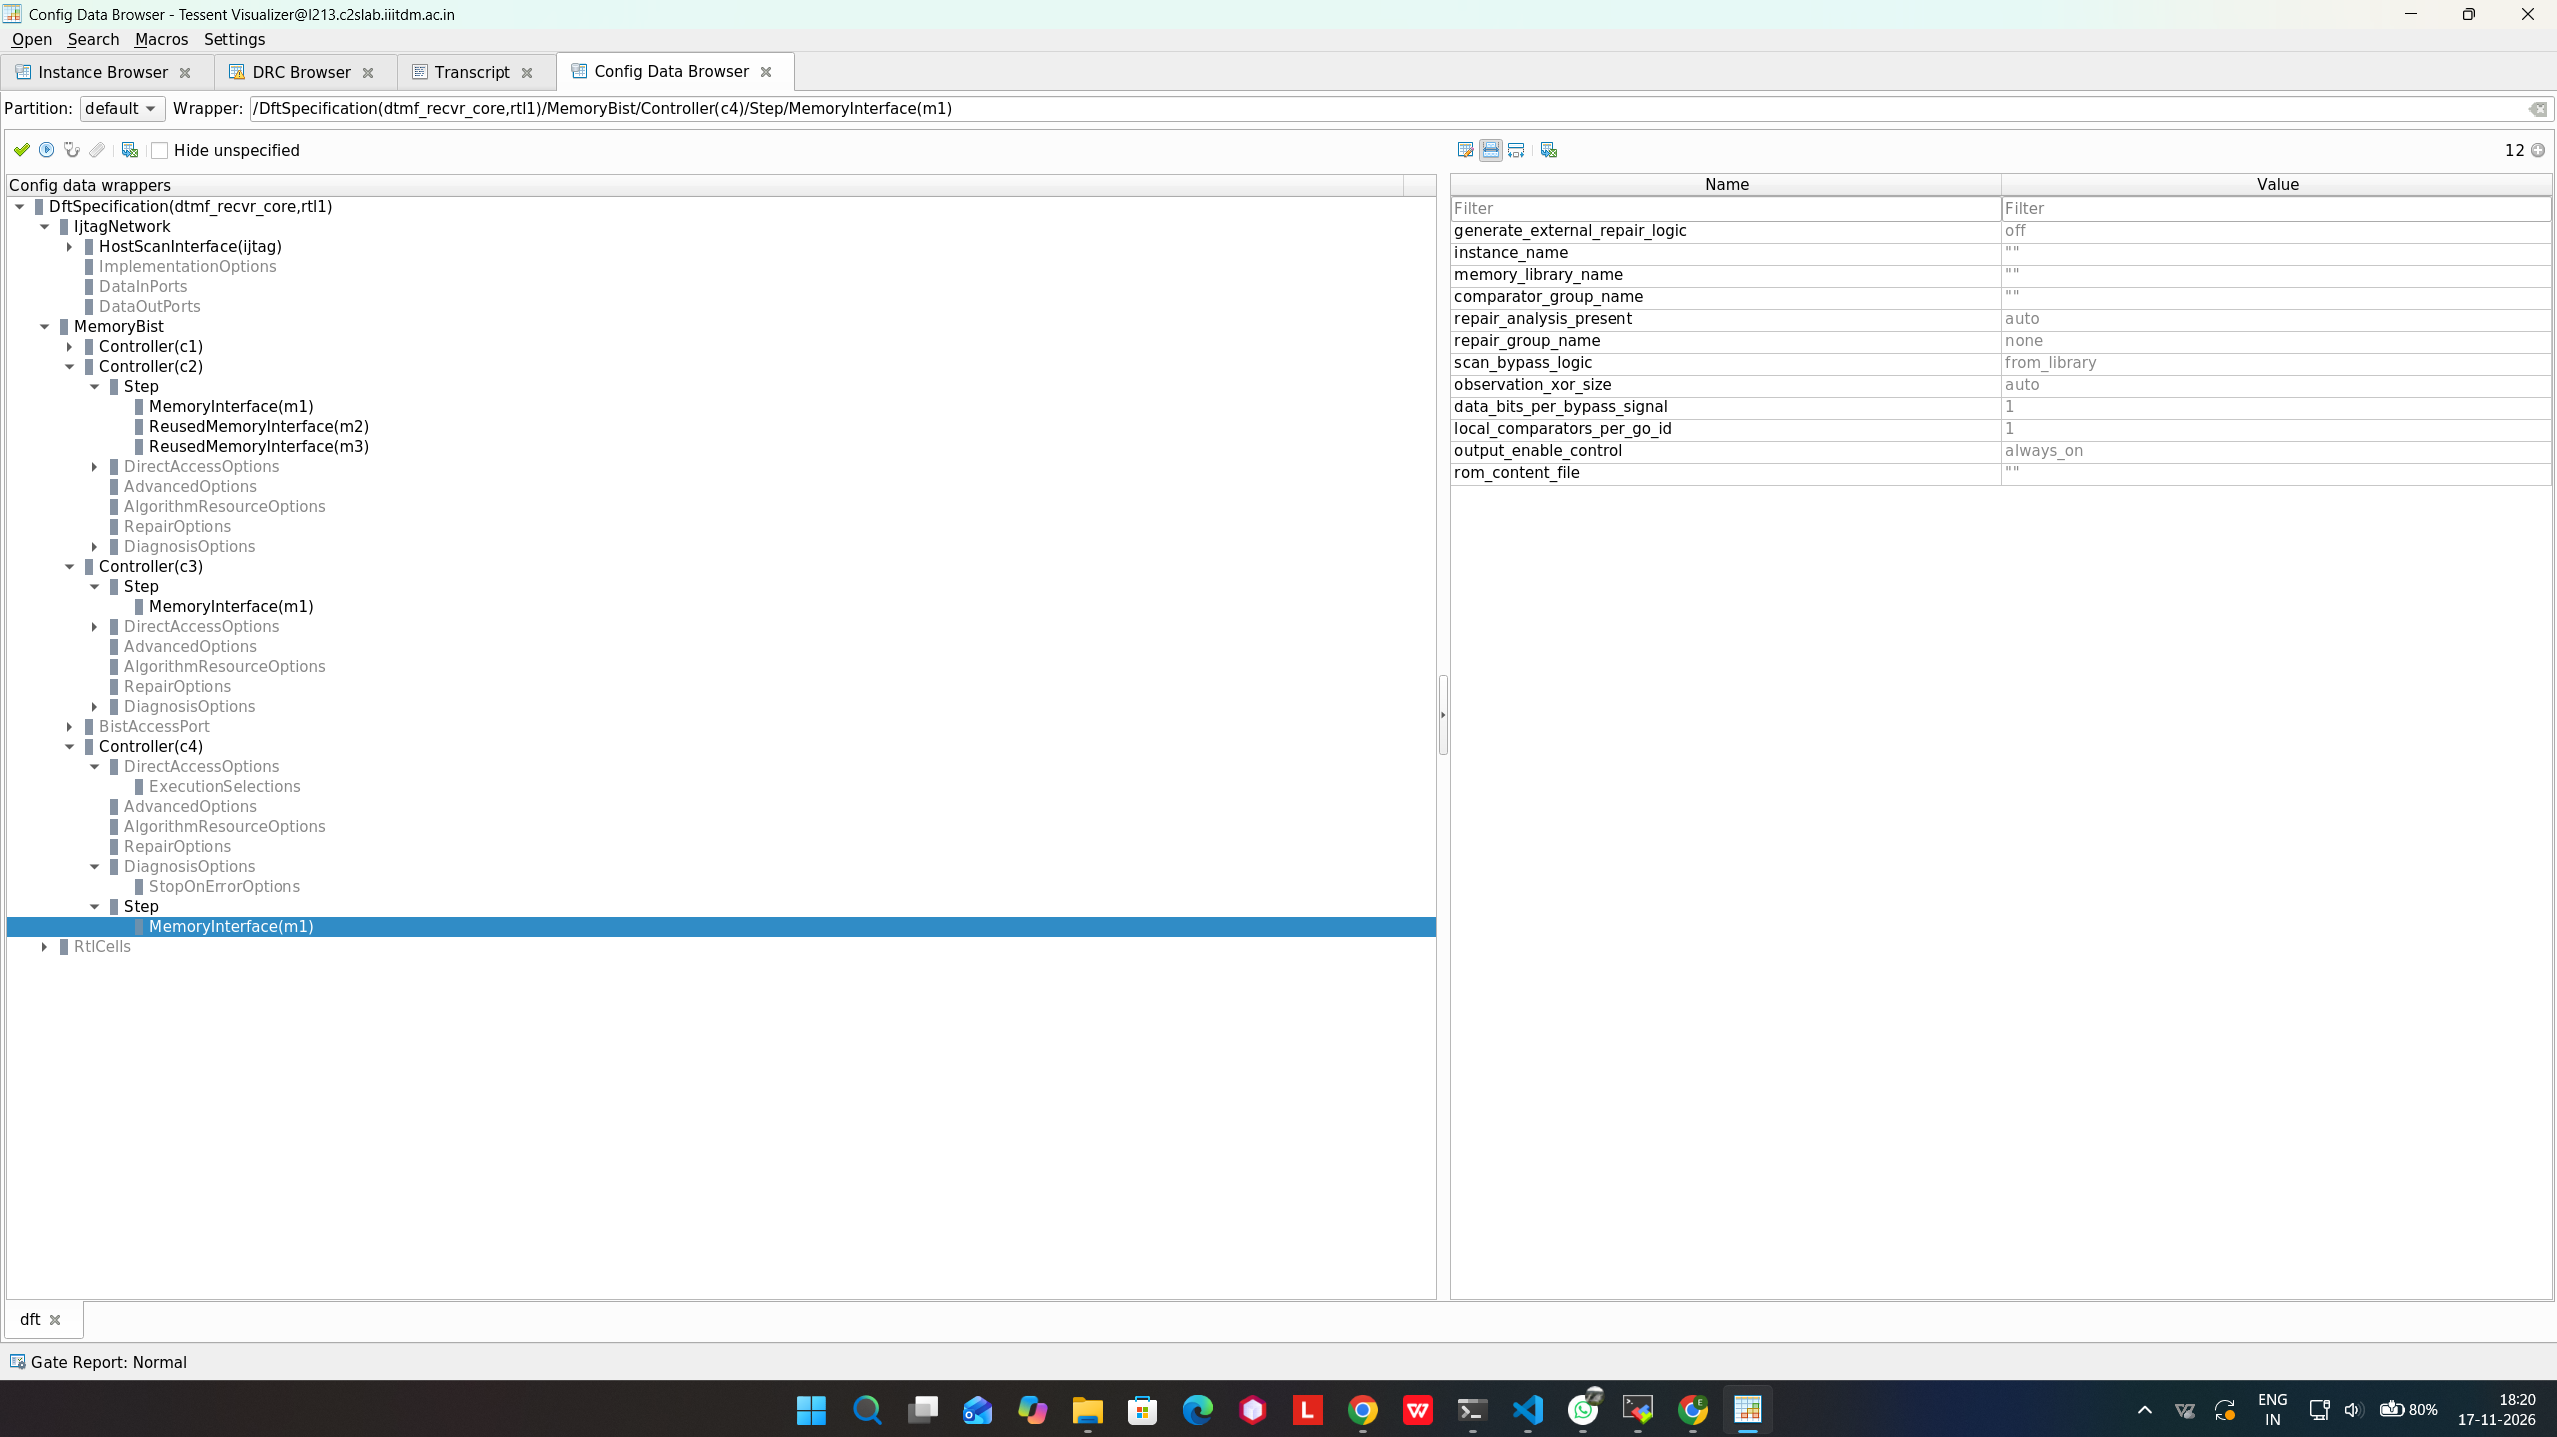 Config Data Browser - Tessent Visualizer@l213.c2slab.iiitdm.ac.in
Open Search Macros Settings
Instance Browser DRC Browser Transcript Config Data Browser
Partition: default Wrapper: /DftSpecification(dtmf_recvr_core,rtl1)/MemoryBist/Controller(c4)/Step/MemoryInterface(m1)
Hide unspecified
12
Config data wrappers
DftSpecification(dtmf_recvr_core,rtl1)
IjtagNetwork
HostScanInterface(ijtag)
ImplementationOptions
DataInPorts
DataOutPorts
MemoryBist
Controller(c1)
Controller(c2)
Step
MemoryInterface(m1)
ReusedMemoryInterface(m2)
ReusedMemoryInterface(m3)
DirectAccessOptions
AdvancedOptions
AlgorithmResourceOptions
RepairOptions
DiagnosisOptions
Controller(c3)
Step
MemoryInterface(m1)
DirectAccessOptions
AdvancedOptions
AlgorithmResourceOptions
RepairOptions
DiagnosisOptions
BistAccessPort
Controller(c4)
DirectAccessOptions
ExecutionSelections
AdvancedOptions
AlgorithmResourceOptions
RepairOptions
DiagnosisOptions
StopOnErrorOptions
Step
MemoryInterface(m1)
RtlCells
Name Value
Filter Filter
generate_external_repair_logic off
instance_name ""
memory_library_name ""
comparator_group_name ""
repair_analysis_present auto
repair_group_name none
scan_bypass_logic from_library
observation_xor_size auto
data_bits_per_bypass_signal 1
local_comparators_per_go_id 1
output_enable_control always_on
rom_content_file ""
dft
Gate Report: Normal
L
W
E
ENG
IN
80%
18:20
17-11-2026